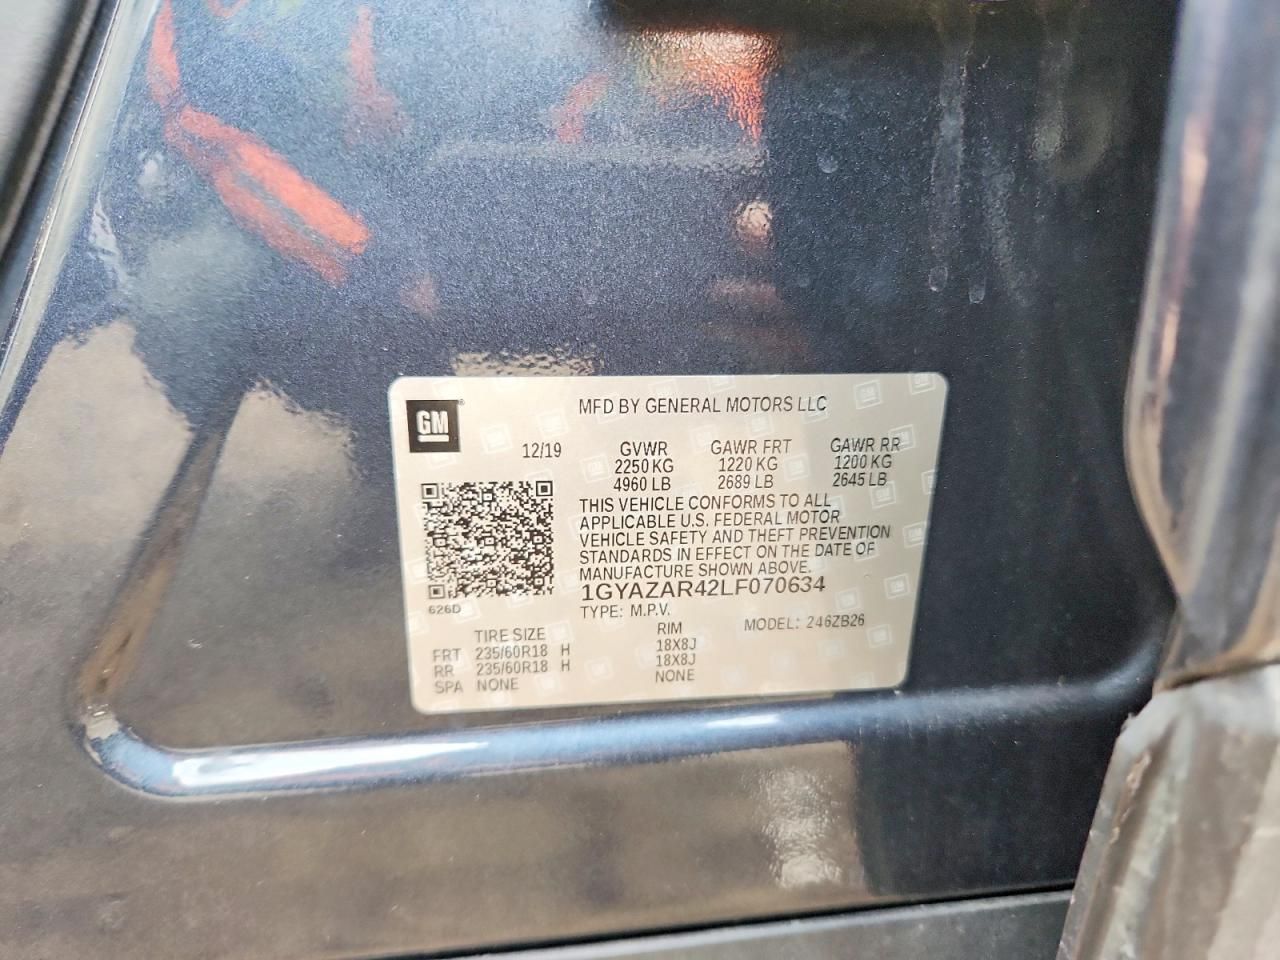 GM
MFD BY GENERAL MOTORS LLC
12/19 GVWR GAWR FRT GAWR RR
2250 KG 1220 KG 1200 KG
4960 LB 2689 LB 2645 LB
THIS VEHICLE CONFORMS TO ALL
APPLICABLE U.S. FEDERAL MOTOR
VEHICLE SAFETY AND THEFT PREVENTION
STANDARDS IN EFFECT ON THE DATE OF
MANUFACTURE SHOWN ABOVE.
1GYAZAR42LF070634
626D
TYPE: M.P.V.
MODEL: 246ZB26
TIRE SIZE RIM
FRT 235/60R18 H 18X8J
RR 235/60R18 H 18X8J
SPA NONE NONE